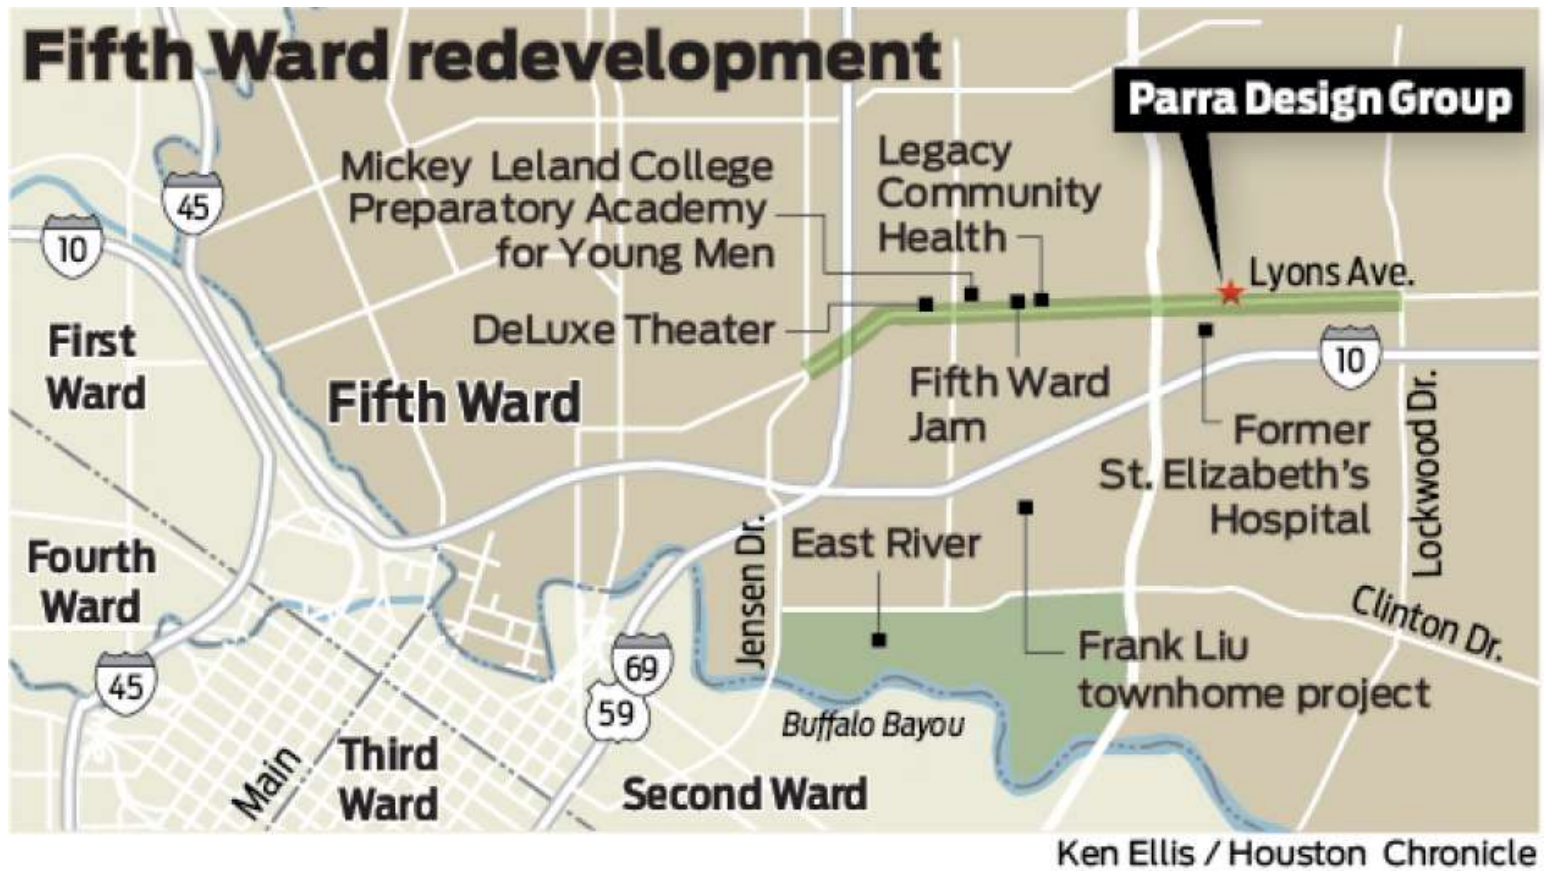 Fifth Ward redevelopment
Parra Design Group
Mickey Leland College
Preparatory Academy
for Young Men
Legacy
Community
Health
45
10
Lyons Ave.
DeLuxe Theater
First
Ward
Fifth Ward
10
Fifth Ward
Jam
Former
St. Elizabeth's
Hospital
Lockwood Dr.
Fourth
Ward
Jensen Dr.
East River
Clinton Dr.
45
69
59
Frank Liu
townhome project
Buffalo Bayou
Main
Third
Ward
Second Ward
Ken Ellis / Houston Chronicle